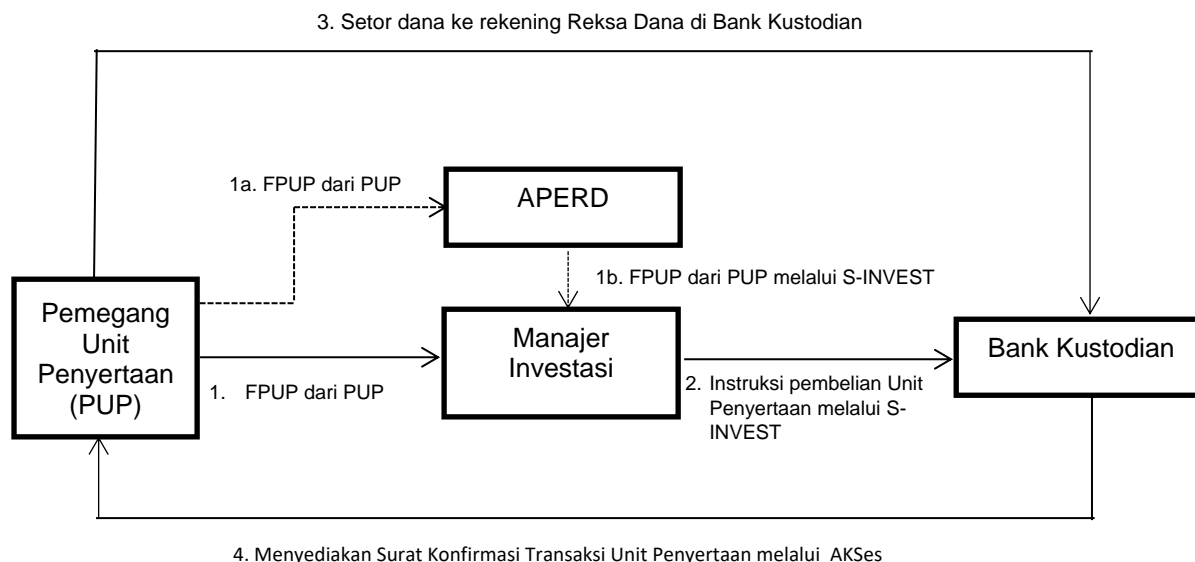 3. Setor dana ke rekening Reksa Dana di Bank Kustodian
1a. FPUP dari PUP
APERD
1b. FPUP dari PUP melalui S-INVEST
Pemegang
Unit
Penyertaan
(PUP)
1. FPUP dari PUP
Manajer
Investasi
2. Instruksi pembelian Unit
Penyertaan melalui S-
INVEST
Bank Kustodian
4. Menyediakan Surat Konfirmasi Transaksi Unit Penyertaan melalui AKSes